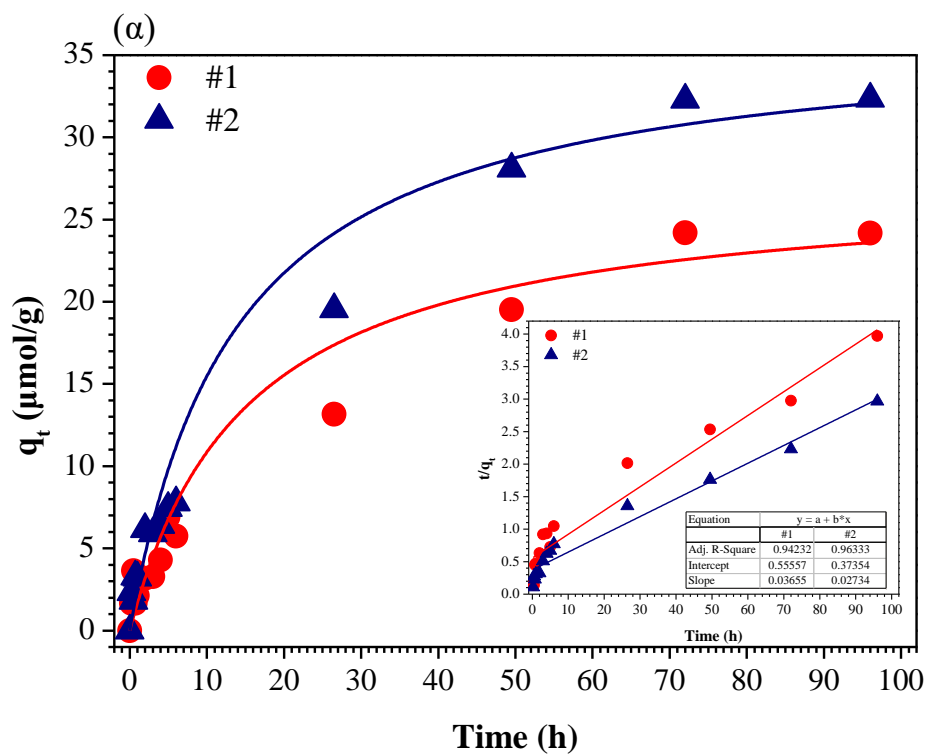 (α)
35
30
25
20
15
10
5
0
qt (μmol/g)
#1
#2
0 10 20 30 40 50 60 70 80 90 100
Time (h)
#1
#2
4.0
3.5
3.0
2.5
2.0
1.5
1.0
0.5
0.0
t/qt
0 10 20 30 40 50 60 70 80 90 100
Time (h)
Equation y = a + b*x
#1 #2
Adj. R-Square 0.94232 0.96333
Intercept 0.55557 0.37354
Slope 0.03655 0.02734